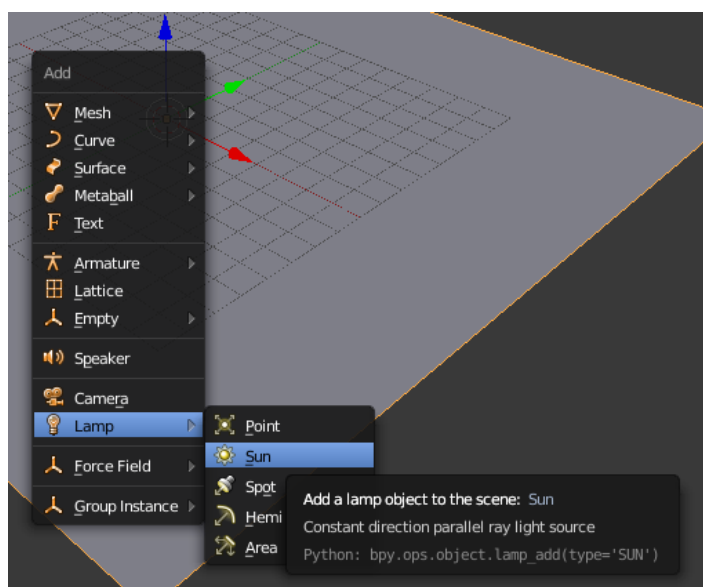 Add
Mesh
Curve
Surface
Metaball
Text
Armature
Lattice
Empty
Speaker
Camera
Lamp
Force Field
Group Instance
Point
Sun
Spot
Hemi
Area
Add a lamp object to the scene: Sun
Constant direction parallel ray light source
Python: bpy.ops.object.lamp_add(type='SUN')